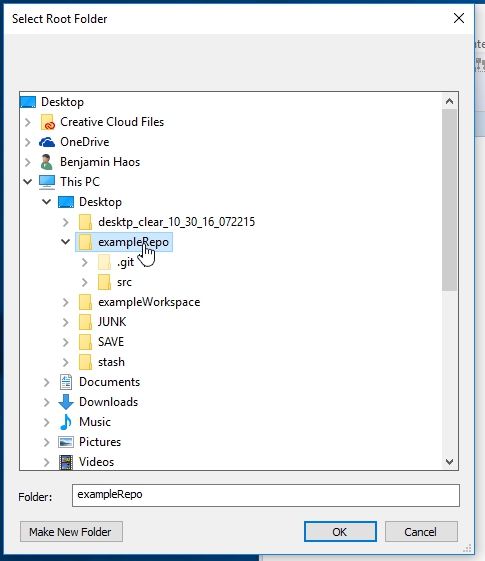 Select Root Folder
Desktop
Creative Cloud Files
OneDrive
Benjamin Haos
This PC
Desktop
desktp_clear_10_30_16_072215
exampleRepo
.git
src
exampleWorkspace
JUNK
SAVE
stash
Documents
Downloads
Music
Pictures
Videos
Folder: exampleRepo
Make New Folder OK Cancel